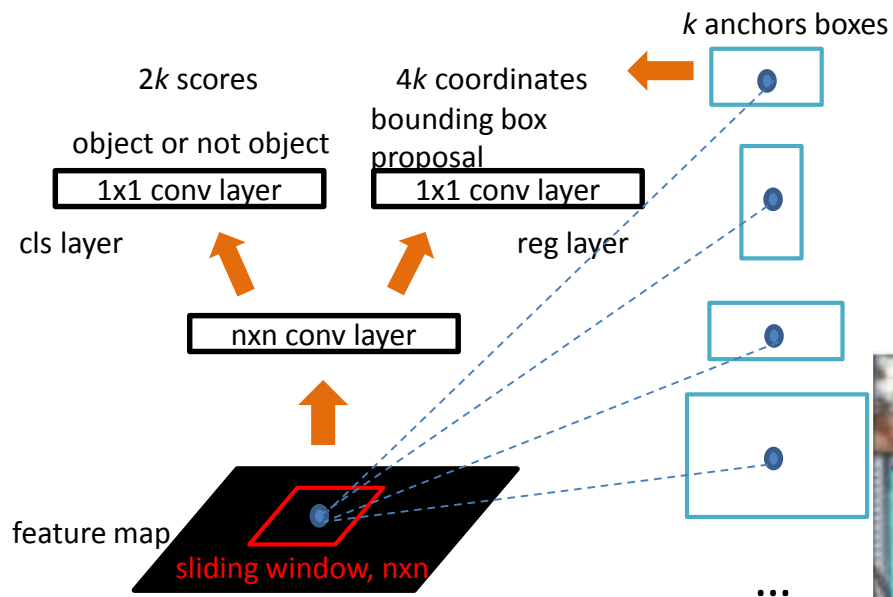 k anchors boxes
2k scores
4k coordinates
object or not object
bounding box
proposal
1x1 conv layer
1x1 conv layer
cls layer
reg layer
nxn conv layer
feature map
sliding window, nxn
...